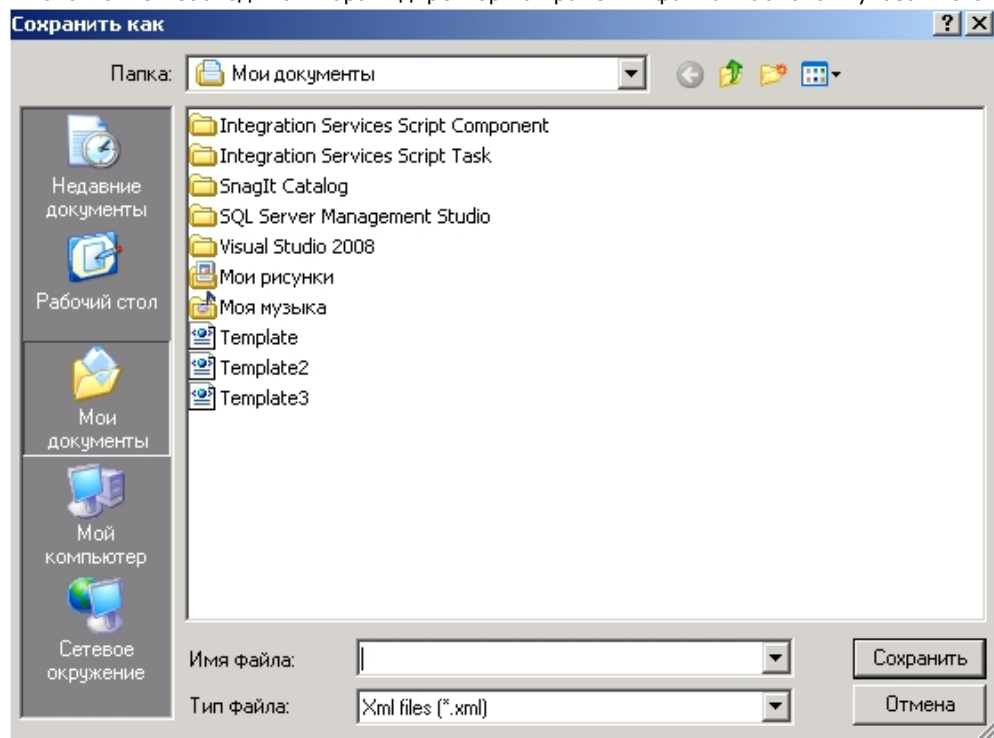 Сохранить как
Папка:
Мои документы
Недавние документы
Рабочий стол
Мои документы
Мой компьютер
Сетевое окружение
Integration Services Script Component
Integration Services Script Task
SnagIt Catalog
SQL Server Management Studio
Visual Studio 2008
Мои рисунки
Моя музыка
Template
Template2
Template3
Имя файла:
Сохранить
Тип файла:
Xml files (*.xml)
Отмена